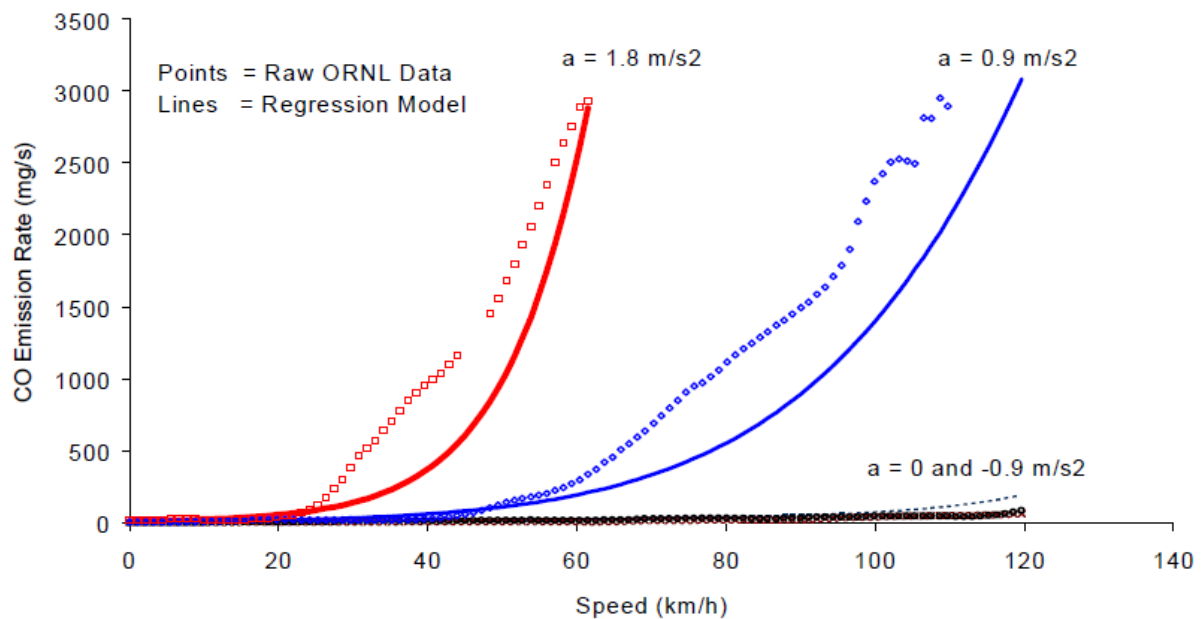 3500
3000
2500
2000
1500
1000
500
0
CO Emission Rate (mg/s)
Points = Raw ORNL Data
Lines = Regression Model
a = 1.8 m/s2
a = 0.9 m/s2
a = 0 and -0.9 m/s2
0 20 40 60 80 100 120 140
Speed (km/h)